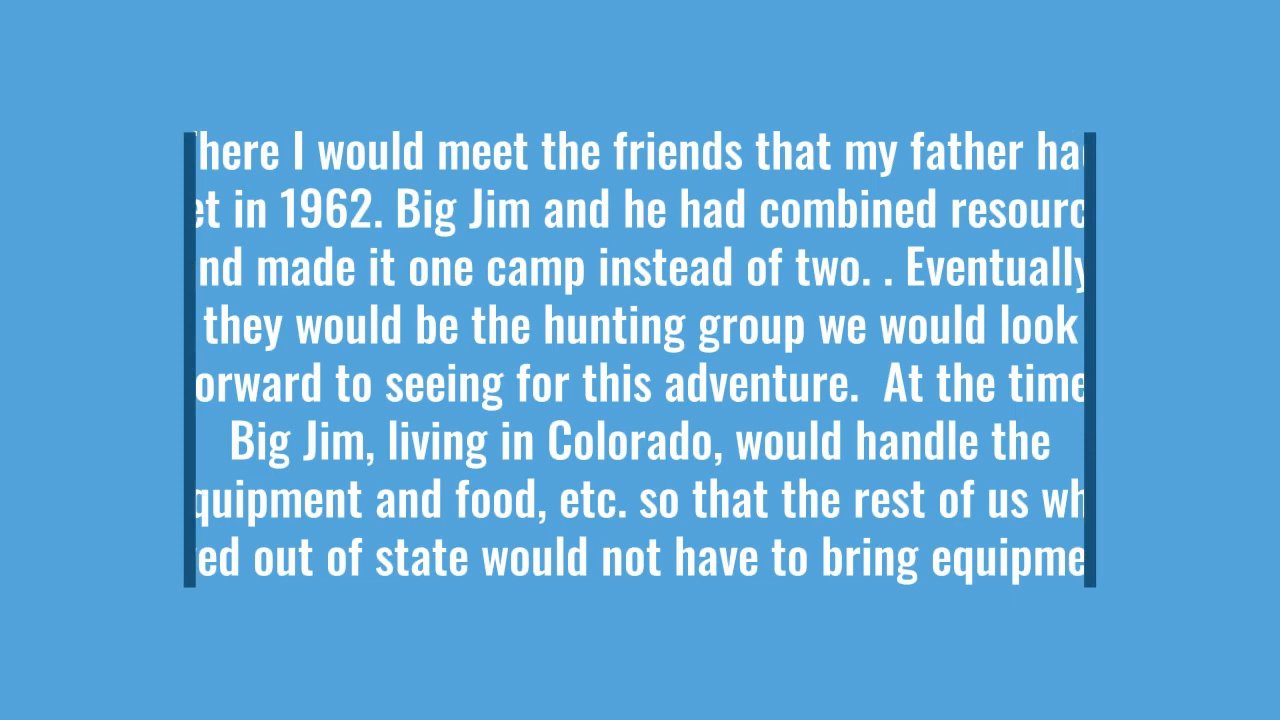 here I would meet the friends that my father had
et in 1962. Big Jim and he had combined resourc
nd made it one camp instead of two. . Eventually
they would be the hunting group we would look
orward to seeing for this adventure.  At the time
Big Jim, living in Colorado, would handle the
quipment and food, etc. so that the rest of us wh
ed out of state would not have to bring equipme